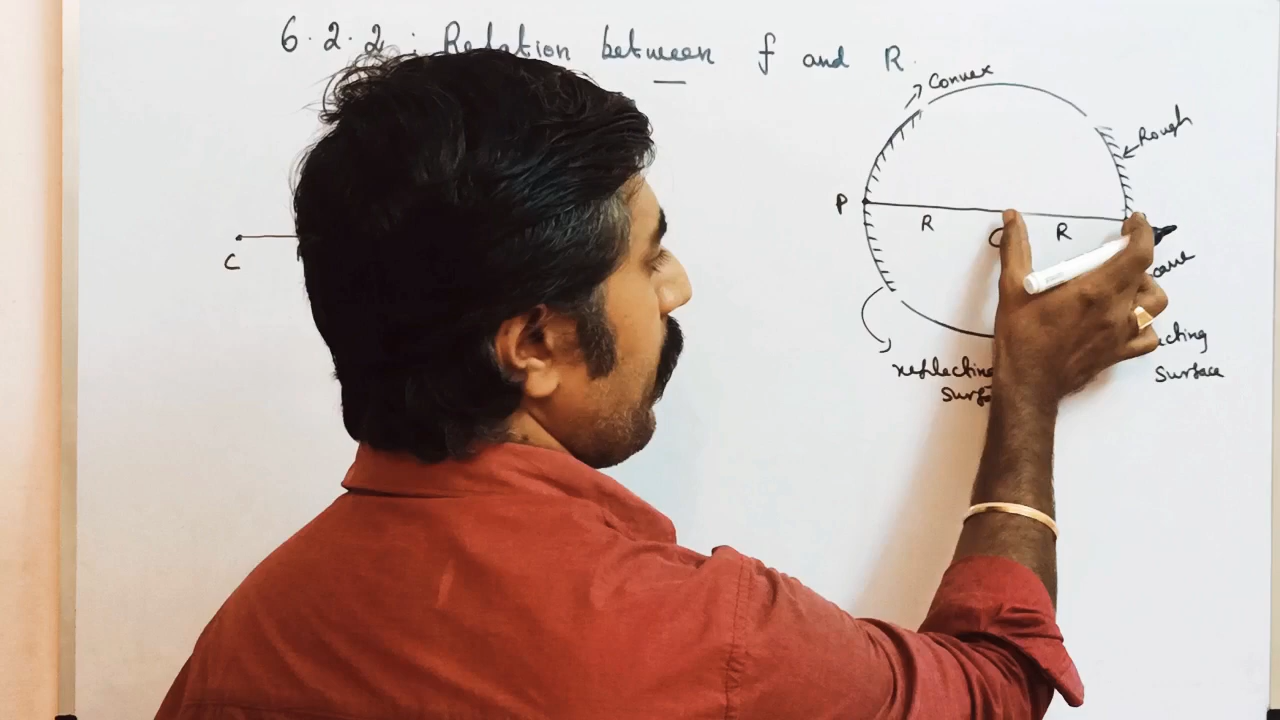 6.2.2 : Relation between f and R.
Convex
Rough
P
R
R
C
C
reflecting
surface